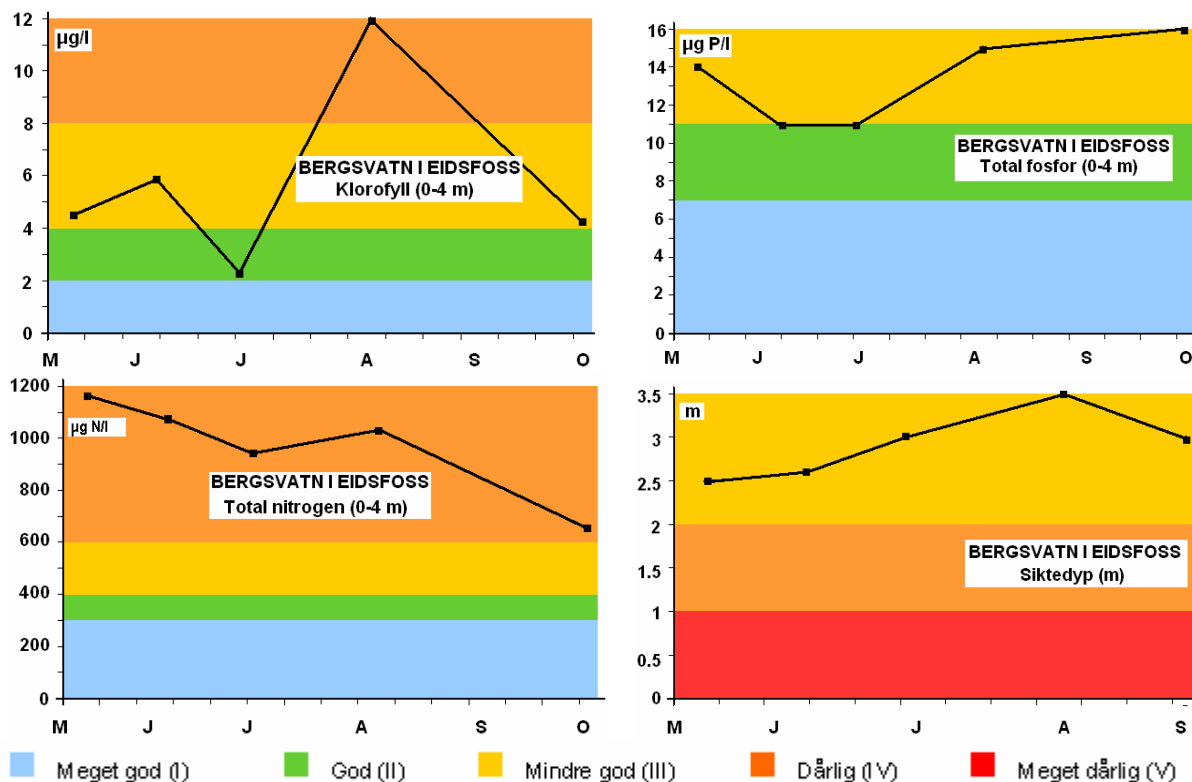 12
10
8
6
4
2
0
µg/l
BERGSVATN I EIDSFOSS
Klorofyll (0-4 m)
M J J A S O
16
14
12
10
8
6
4
2
0
µg P/l
BERGSVATN I EIDSFOSS
Total fosfor (0-4 m)
M J J A S O
1200
1000
800
600
400
200
0
µg N/l
BERGSVATN I EIDSFOSS
Total nitrogen (0-4 m)
M J J A S O
3.5
3
2.5
2
1.5
1
0.5
0
m
BERGSVATN I EIDSFOSS
Siktedyp (m)
M J J A S
Meget god (I) God (II) Mindre god (III) Dårlig (IV) Meget dårlig (V)